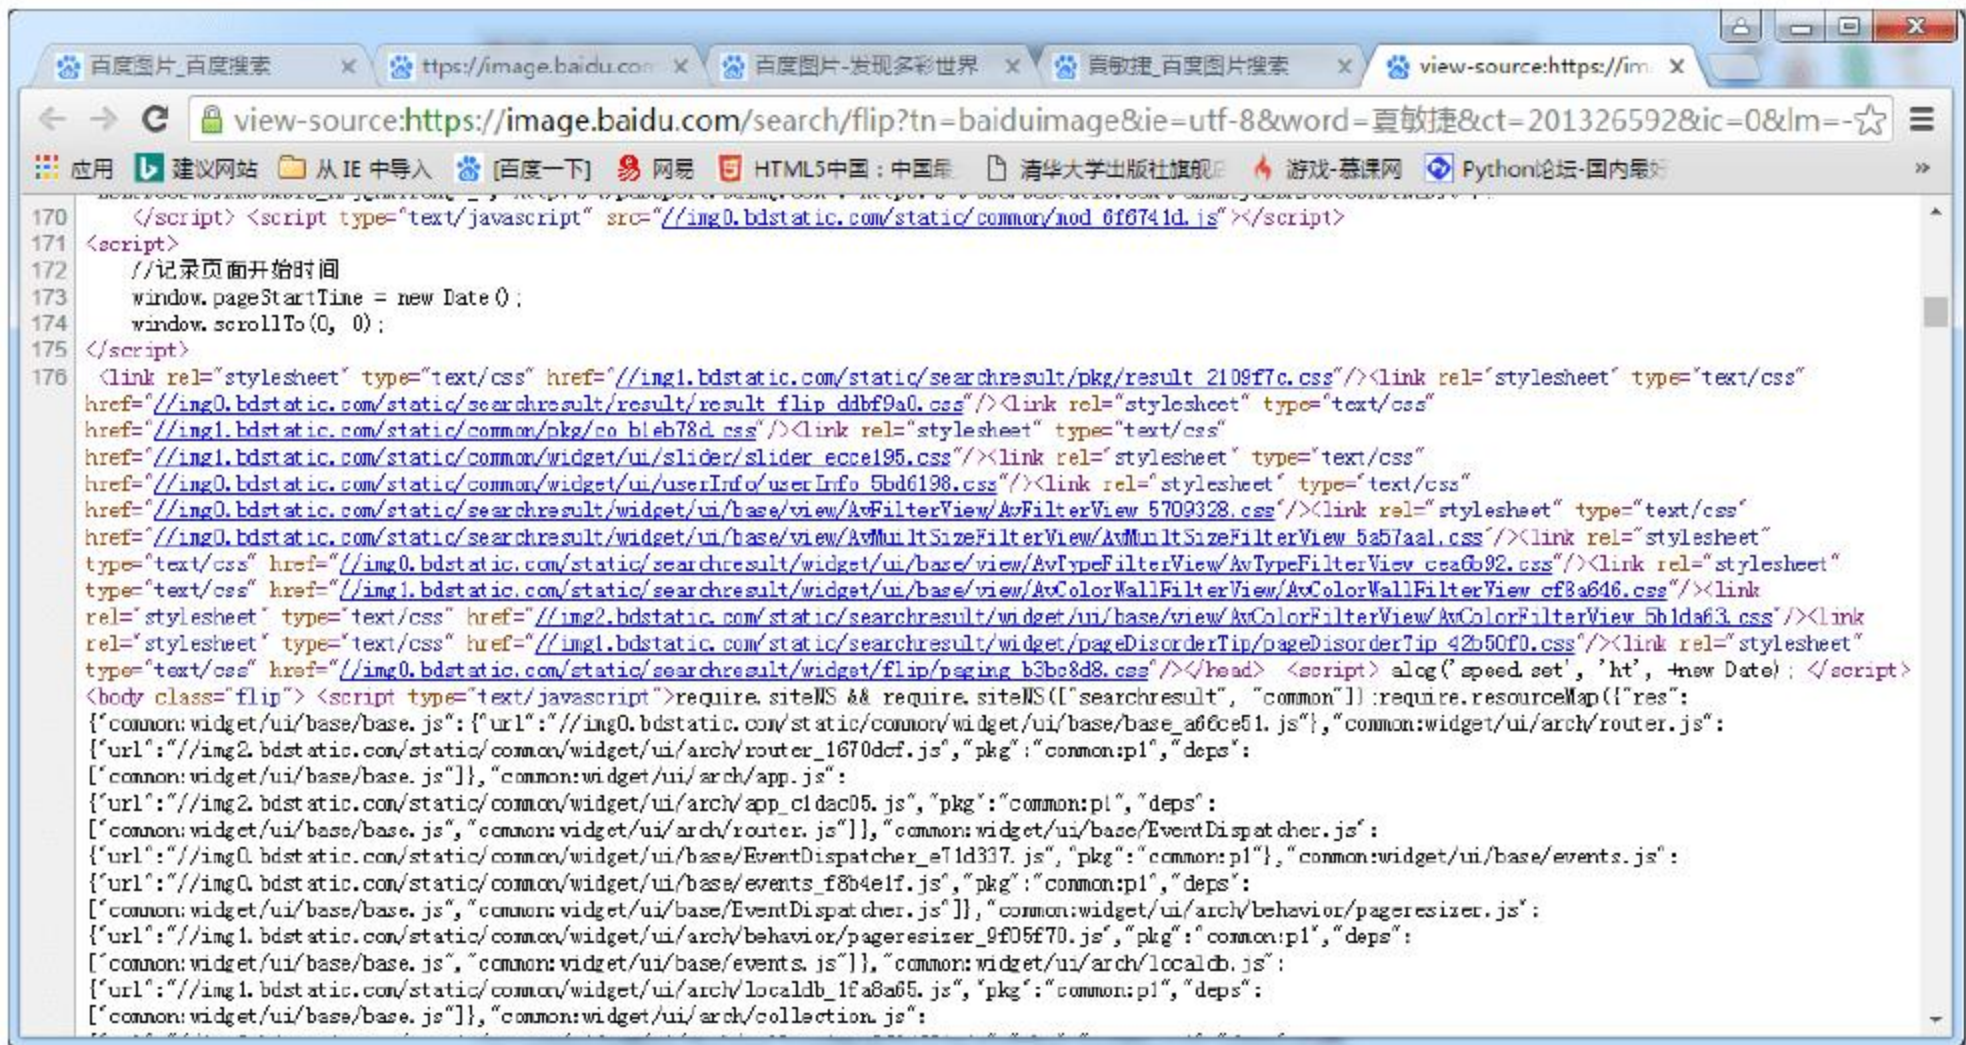 百度图片_百度搜索
ttps://image.baidu.com
百度图片-发现多彩世界
夏敏捷_百度图片搜索
view-source:https://im
view-source:https://image.baidu.com/search/flip?tn=baiduimage&ie=utf-8&word=夏敏捷&ct=201326592&ic=0&lm=-
应用 建议网站 从 IE 中导入 [百度一下] 网易 HTML5中国：中国最 清华大学出版社旗舰店 游戏-慕课网 Python论坛-国内最好 »
170 </script> <script type="text/javascript" src="//img0.bdstatic.com/static/common/mod_6f6741d.js"></script>
171 <script>
172 //记录页面开始时间
173 window.pageStartTime = new Date();
174 window.scrollTo(0, 0);
175 </script>
176 <link rel="stylesheet" type="text/css" href="//img1.bdstatic.com/static/searchresult/pkg/result_2109f7c.css"/><link rel="stylesheet" type="text/css"
href="//img0.bdstatic.com/static/searchresult/result/result_flip_ddbf9a0.css"/><link rel="stylesheet" type="text/css"
href="//img1.bdstatic.com/static/common/pkg/co_b1eb78d.css"/><link rel="stylesheet" type="text/css"
href="//img1.bdstatic.com/static/common/widget/ui/slider/slider_ecce195.css"/><link rel="stylesheet" type="text/css"
href="//img0.bdstatic.com/static/common/widget/ui/userInfo/userInfo_5bd6198.css"/><link rel="stylesheet" type="text/css"
href="//img0.bdstatic.com/static/searchresult/widget/ui/base/view/AvFilterView/AvFilterView_5709328.css"/><link rel="stylesheet" type="text/css"
href="//img0.bdstatic.com/static/searchresult/widget/ui/base/view/AvMuiltSizeFilterView/AvMuiltSizeFilterView_5a57aa1.css"/><link rel="stylesheet"
type="text/css" href="//img0.bdstatic.com/static/searchresult/widget/ui/base/view/AvTypeFilterView/AvTypeFilterView_cea6b92.css"/><link rel="stylesheet"
type="text/css" href="//img1.bdstatic.com/static/searchresult/widget/ui/base/view/AvColorWallFilterView/AvColorWallFilterView_cf8a646.css"/><link
rel="stylesheet" type="text/css" href="//img2.bdstatic.com/static/searchresult/widget/ui/base/view/AvColorFilterView/AvColorFilterView_5b1da63.css"/><link
rel="stylesheet" type="text/css" href="//img1.bdstatic.com/static/searchresult/widget/pageDisorderTip/pageDisorderTip_42b50f0.css"/><link rel="stylesheet"
type="text/css" href="//img0.bdstatic.com/static/searchresult/widget/flip/paging_b3bc8d8.css"/></head> <script> alog('speed.set', 'ht', +new Date); </script>
<body class="flip"> <script type="text/javascript">require.siteNS && require.siteNS(["searchresult", "common"]);require.resourceMap({"res":
{"common:widget/ui/base/base.js":{"url":"//img0.bdstatic.com/static/common/widget/ui/base/base_a66ce51.js"},"common:widget/ui/arch/router.js":
{"url":"//img2.bdstatic.com/static/common/widget/ui/arch/router_1670dcf.js","pkg":"common:p1","deps":
["common:widget/ui/base/base.js"]},"common:widget/ui/arch/app.js":
{"url":"//img2.bdstatic.com/static/common/widget/ui/arch/app_c1dac05.js","pkg":"common:p1","deps":
["common:widget/ui/base/base.js","common:widget/ui/arch/router.js"]},"common:widget/ui/base/EventDispatcher.js":
{"url":"//img0.bdstatic.com/static/common/widget/ui/base/EventDispatcher_e71d337.js","pkg":"common:p1"},"common:widget/ui/base/events.js":
{"url":"//img0.bdstatic.com/static/common/widget/ui/base/events_f8b4e1f.js","pkg":"common:p1","deps":
["common:widget/ui/base/base.js","common:widget/ui/base/EventDispatcher.js"]},"common:widget/ui/arch/behavior/pageresizer.js":
{"url":"//img1.bdstatic.com/static/common/widget/ui/arch/behavior/pageresizer_9f05f70.js","pkg":"common:p1","deps":
["common:widget/ui/base/base.js","common:widget/ui/base/events.js"]},"common:widget/ui/arch/localdb.js":
{"url":"//img1.bdstatic.com/static/common/widget/ui/arch/localdb_1fa8a65.js","pkg":"common:p1","deps":
["common:widget/ui/base/base.js"]},"common:widget/ui/arch/collection.js":